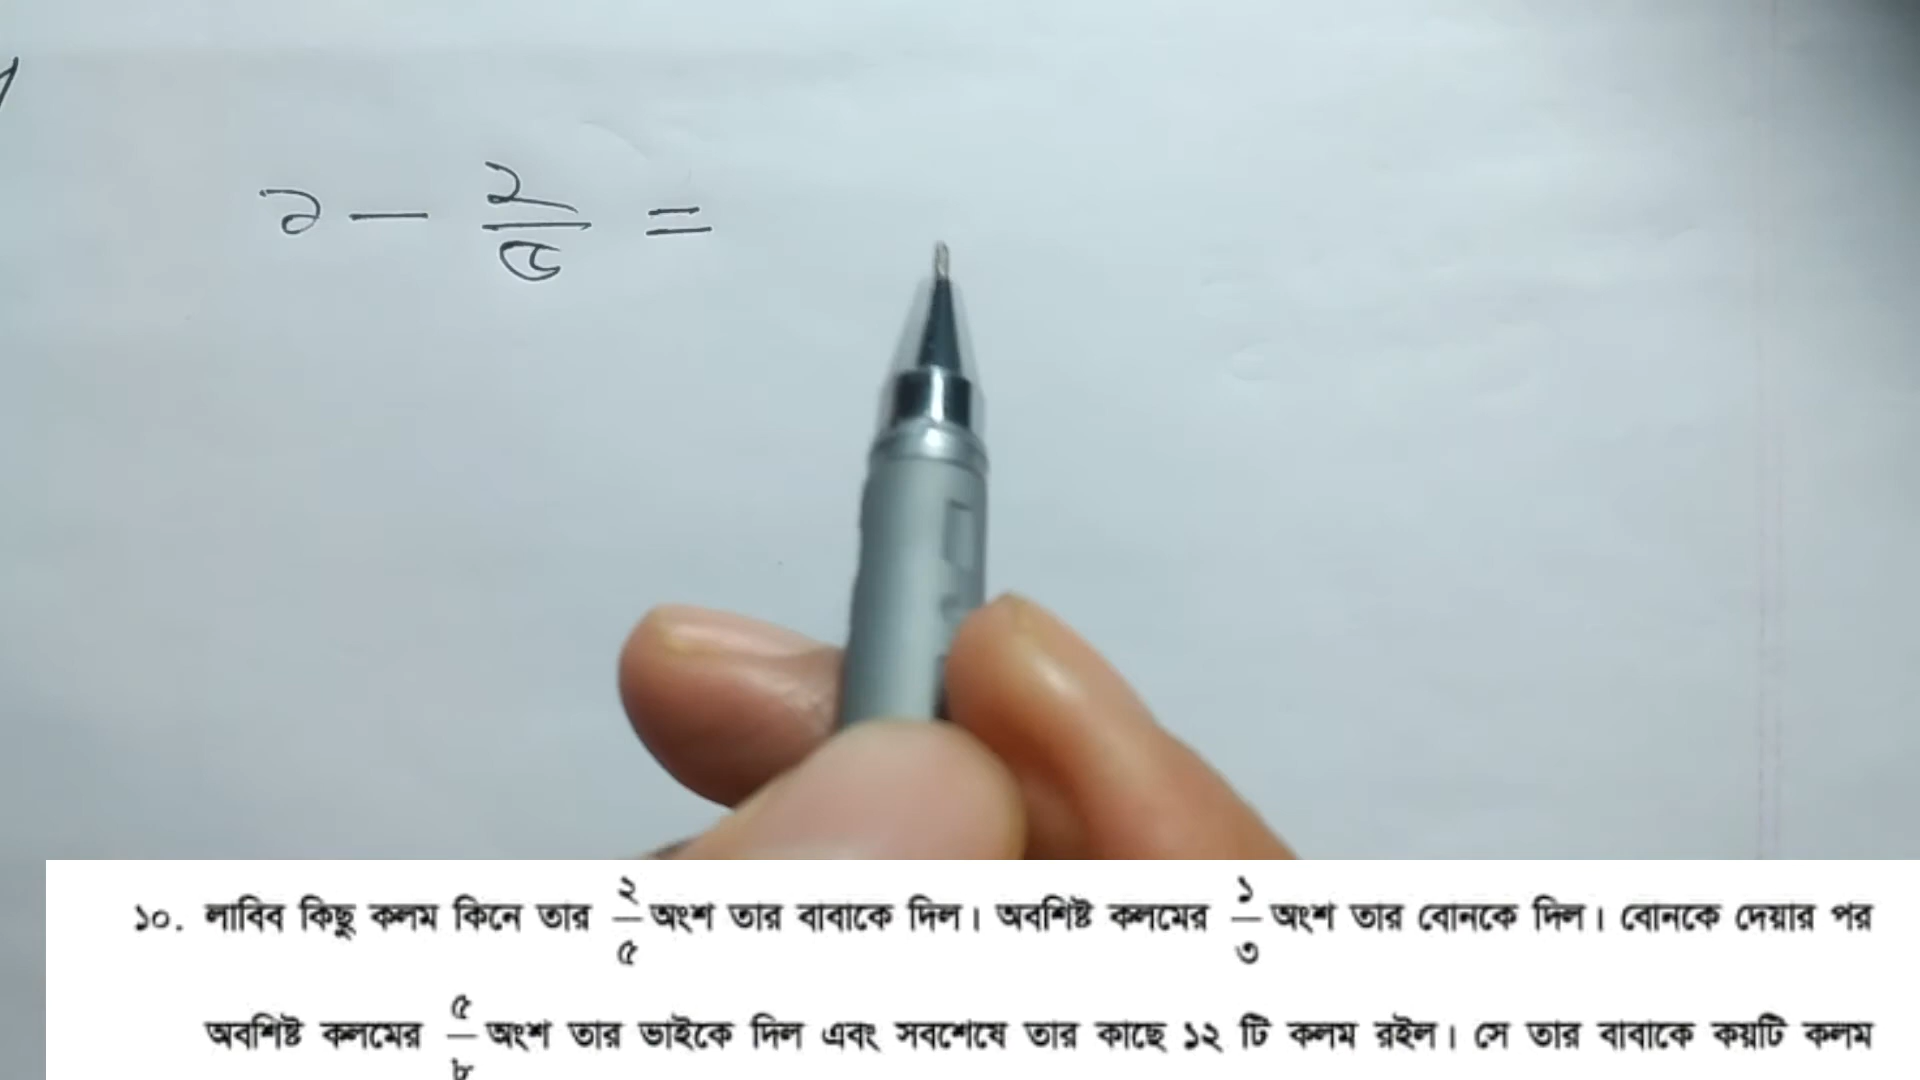 ১ - ২/৫ =
১০. লাবিব কিছু কলম কিনে তার ২/৫ অংশ তার বাবাকে দিল। অবশিষ্ট কলমের ১/৩ অংশ তার বোনকে দিল। বোনকে দেয়ার পর
অবশিষ্ট কলমের ৫/৮ অংশ তার ভাইকে দিল এবং সবশেষে তার কাছে ১২ টি কলম রইল। সে তার বাবাকে কয়টি কলম